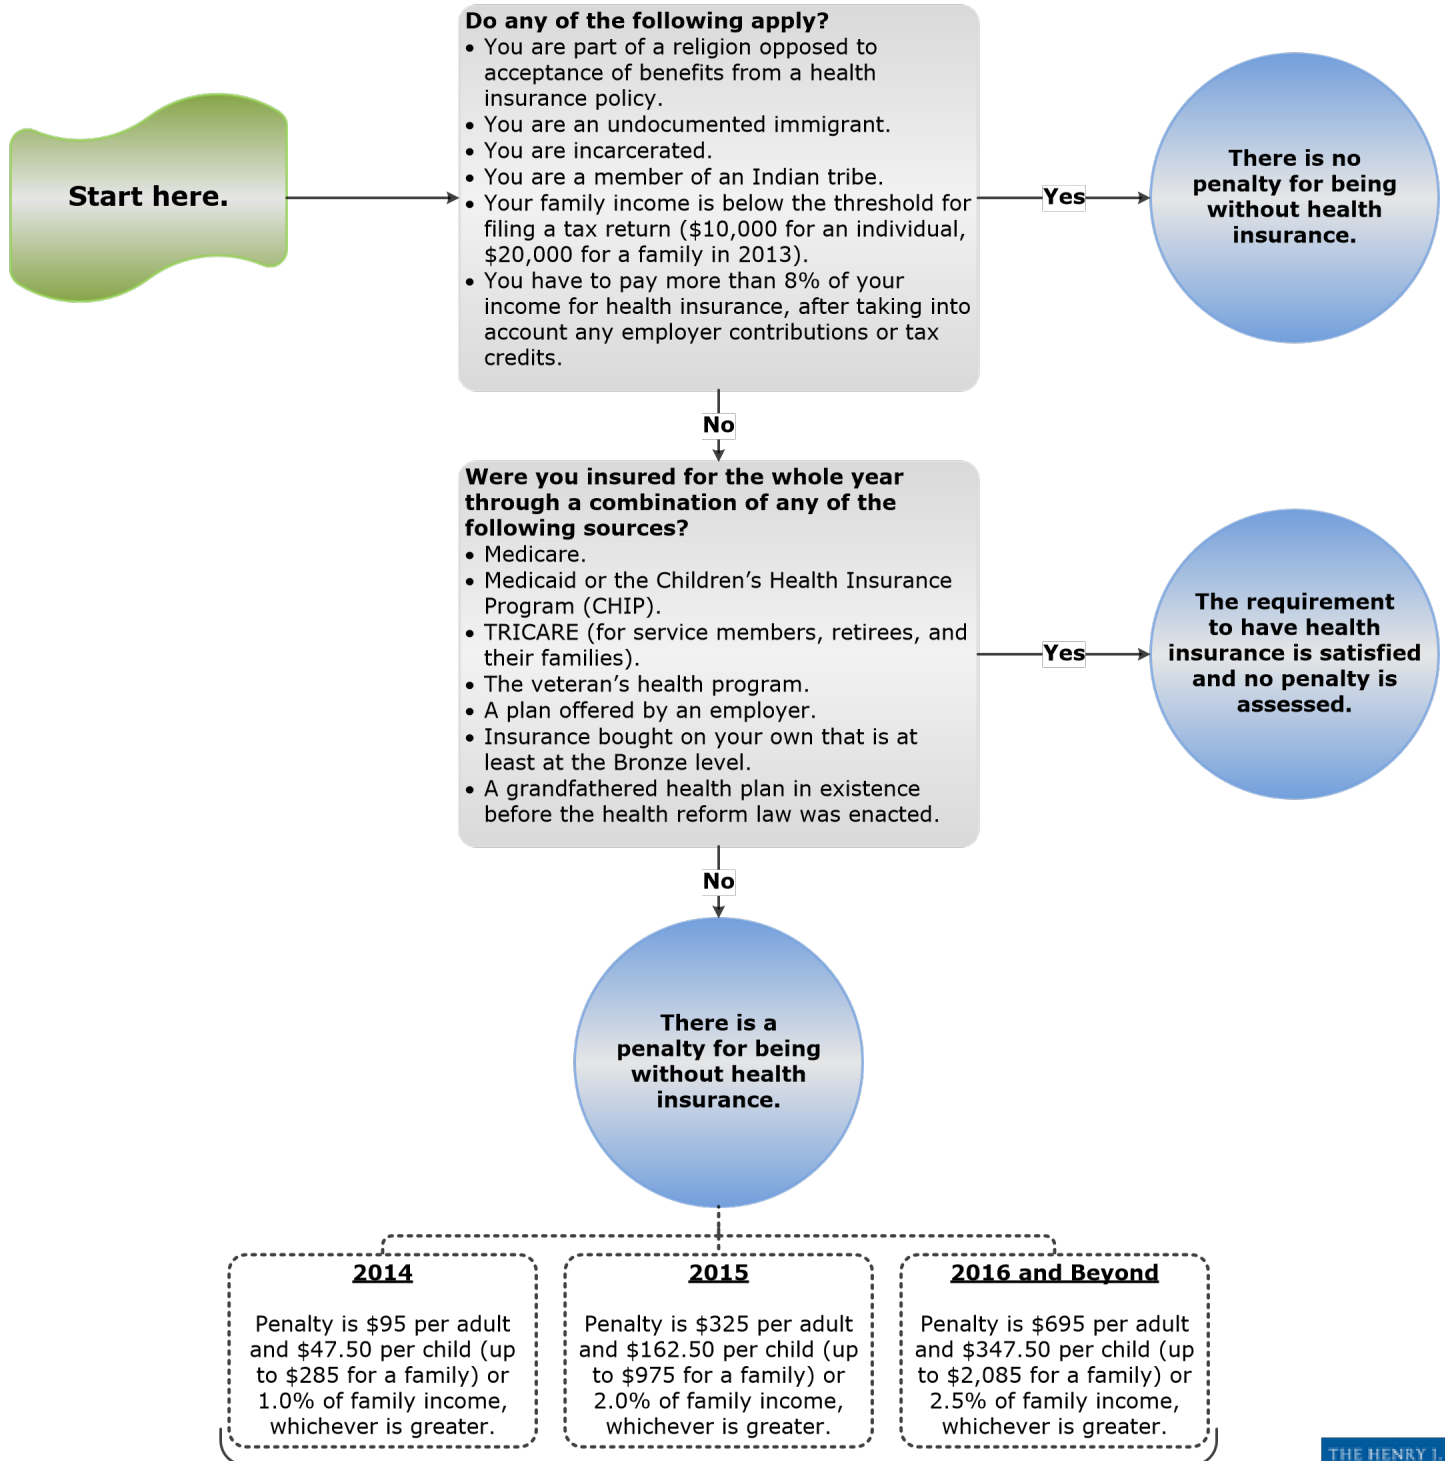 Start here.
Do any of the following apply?
• You are part of a religion opposed to
acceptance of benefits from a health
insurance policy.
• You are an undocumented immigrant.
• You are incarcerated.
• You are a member of an Indian tribe.
• Your family income is below the threshold for
filing a tax return ($10,000 for an individual,
$20,000 for a family in 2013).
• You have to pay more than 8% of your
income for health insurance, after taking into
account any employer contributions or tax
credits.
Yes
There is no
penalty for being
without health
insurance.
No
Were you insured for the whole year
through a combination of any of the
following sources?
• Medicare.
• Medicaid or the Children’s Health Insurance
Program (CHIP).
• TRICARE (for service members, retirees, and
their families).
• The veteran’s health program.
• A plan offered by an employer.
• Insurance bought on your own that is at
least at the Bronze level.
• A grandfathered health plan in existence
before the health reform law was enacted.
Yes
The requirement
to have health
insurance is satisfied
and no penalty is
assessed.
No
There is a
penalty for being
without health
insurance.
2014
Penalty is $95 per adult
and $47.50 per child (up
to $285 for a family) or
1.0% of family income,
whichever is greater.
2015
Penalty is $325 per adult
and $162.50 per child (up
to $975 for a family) or
2.0% of family income,
whichever is greater.
2016 and Beyond
Penalty is $695 per adult
and $347.50 per child (up
to $2,085 for a family) or
2.5% of family income,
whichever is greater.
THE HENRY J.